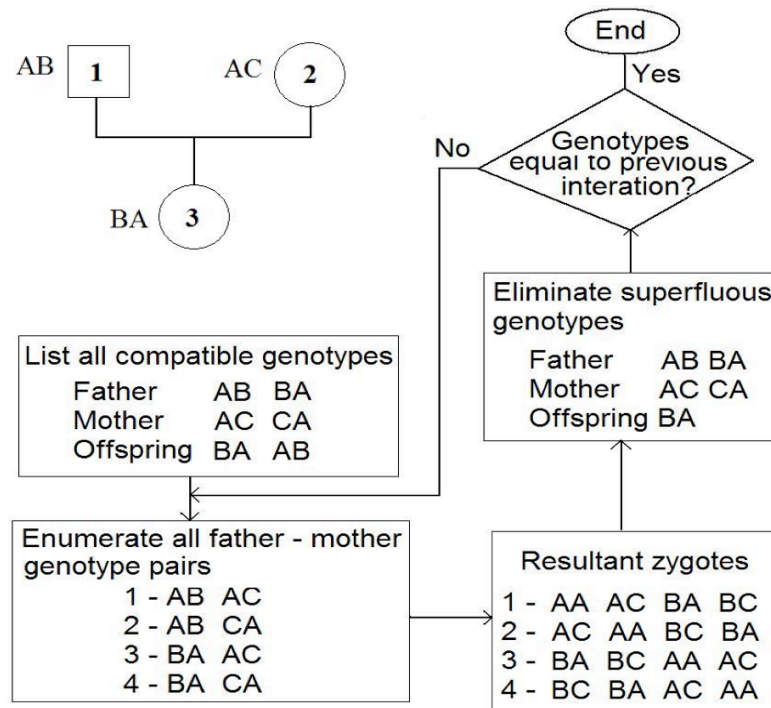 AB 1
AC 2
BA 3
End
Yes
No
Genotypes
equal to previous
interation?
Eliminate superfluous
genotypes
Father AB BA
Mother AC CA
Offspring BA
List all compatible genotypes
Father AB BA
Mother AC CA
Offspring BA AB
Enumerate all father - mother
genotype pairs
1 - AB AC
2 - AB CA
3 - BA AC
4 - BA CA
Resultant zygotes
1 - AA AC BA BC
2 - AC AA BC BA
3 - BA BC AA AC
4 - BC BA AC AA